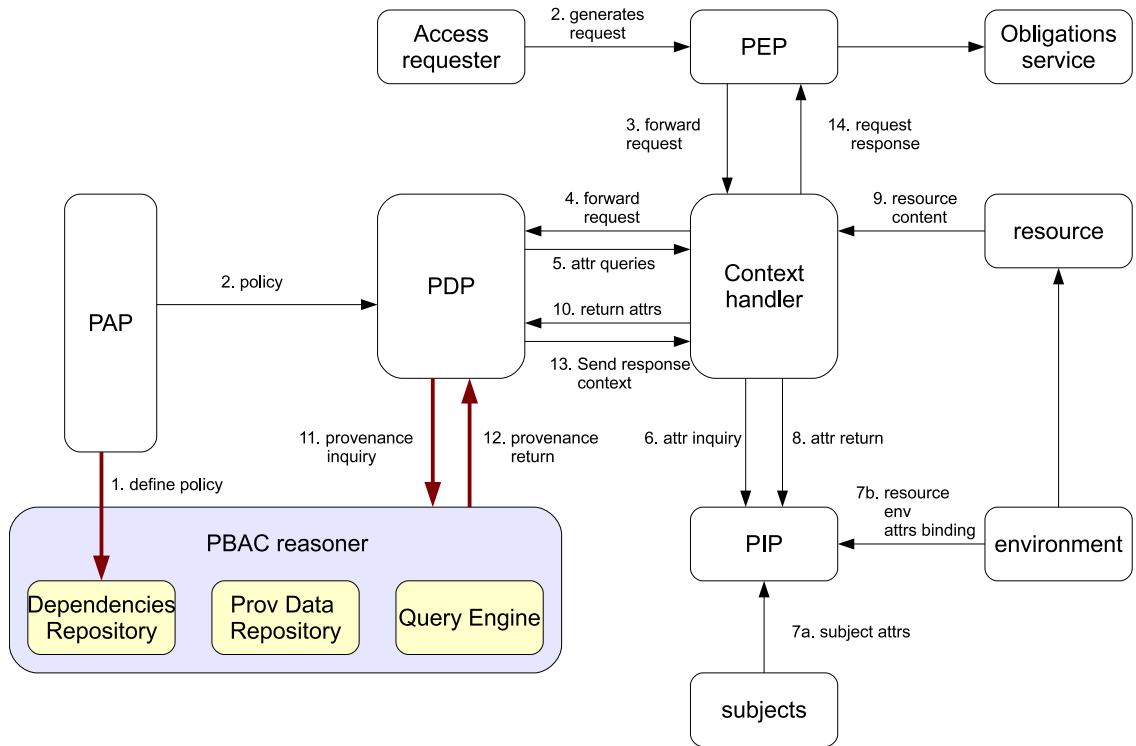 Access
requester
2. generates
request
PEP
Obligations
service
3. forward
request
14. request
response
PAP
2. policy
PDP
4. forward
request
5. attr queries
10. return attrs
13. Send response
context
Context
handler
9. resource
content
resource
11. provenance
inquiry
12. provenance
return
6. attr inquiry
8. attr return
1. define policy
7b. resource
env
attrs binding
PBAC reasoner
Dependencies
Repository
Prov Data
Repository
Query Engine
PIP
environment
7a. subject attrs
subjects